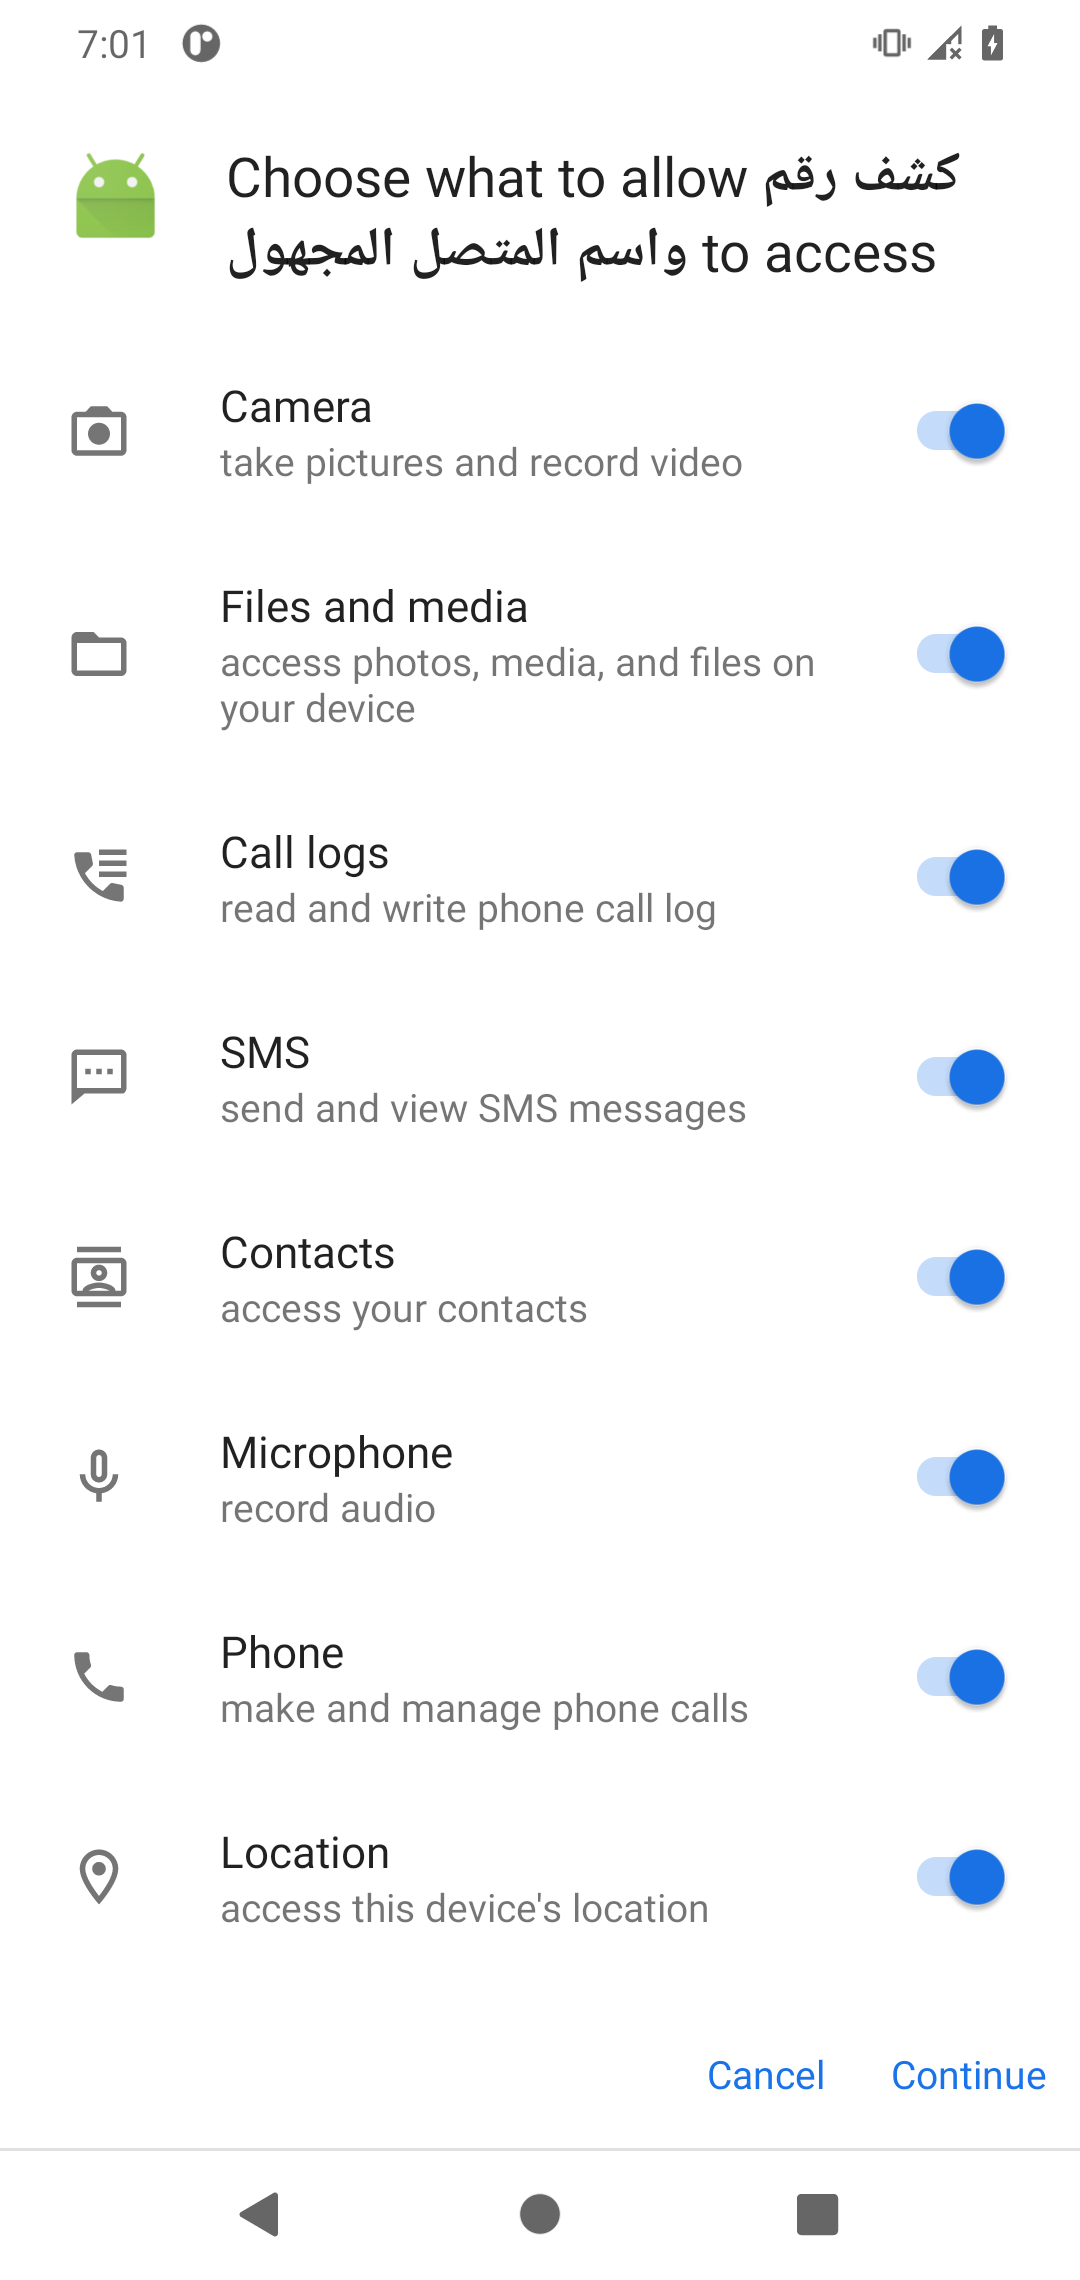 7:01
Choose what to allow كشف رقم
واسم المتصل المجهول to access
Camera
take pictures and record video
Files and media
access photos, media, and files on
your device
Call logs
read and write phone call log
SMS
send and view SMS messages
Contacts
access your contacts
Microphone
record audio
Phone
make and manage phone calls
Location
access this device's location
Cancel Continue